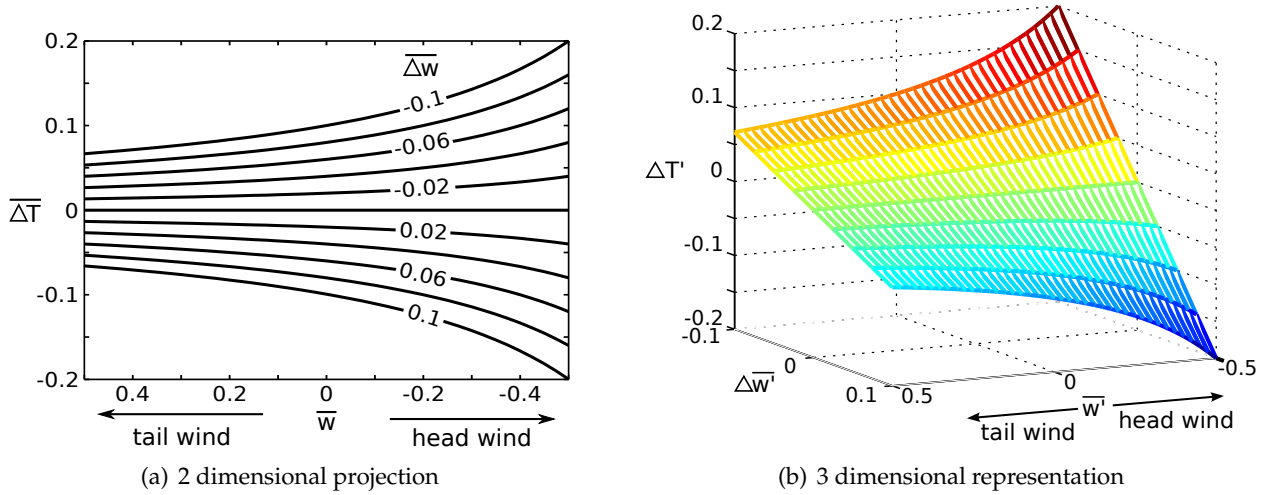 0.2
0.1
0
-0.1
-0.2
ΔT
Δw
-0.1
-0.06
-0.02
0.02
0.06
0.1
0.4 0.2 0 -0.2 -0.4
w
tail wind head wind
(a) 2 dimensional projection
0.2
0.1
0
-0.1
-0.2
ΔT'
-0.1 0 0.1
Δw'
0.5 0 -0.5
w'
tail wind head wind
(b) 3 dimensional representation